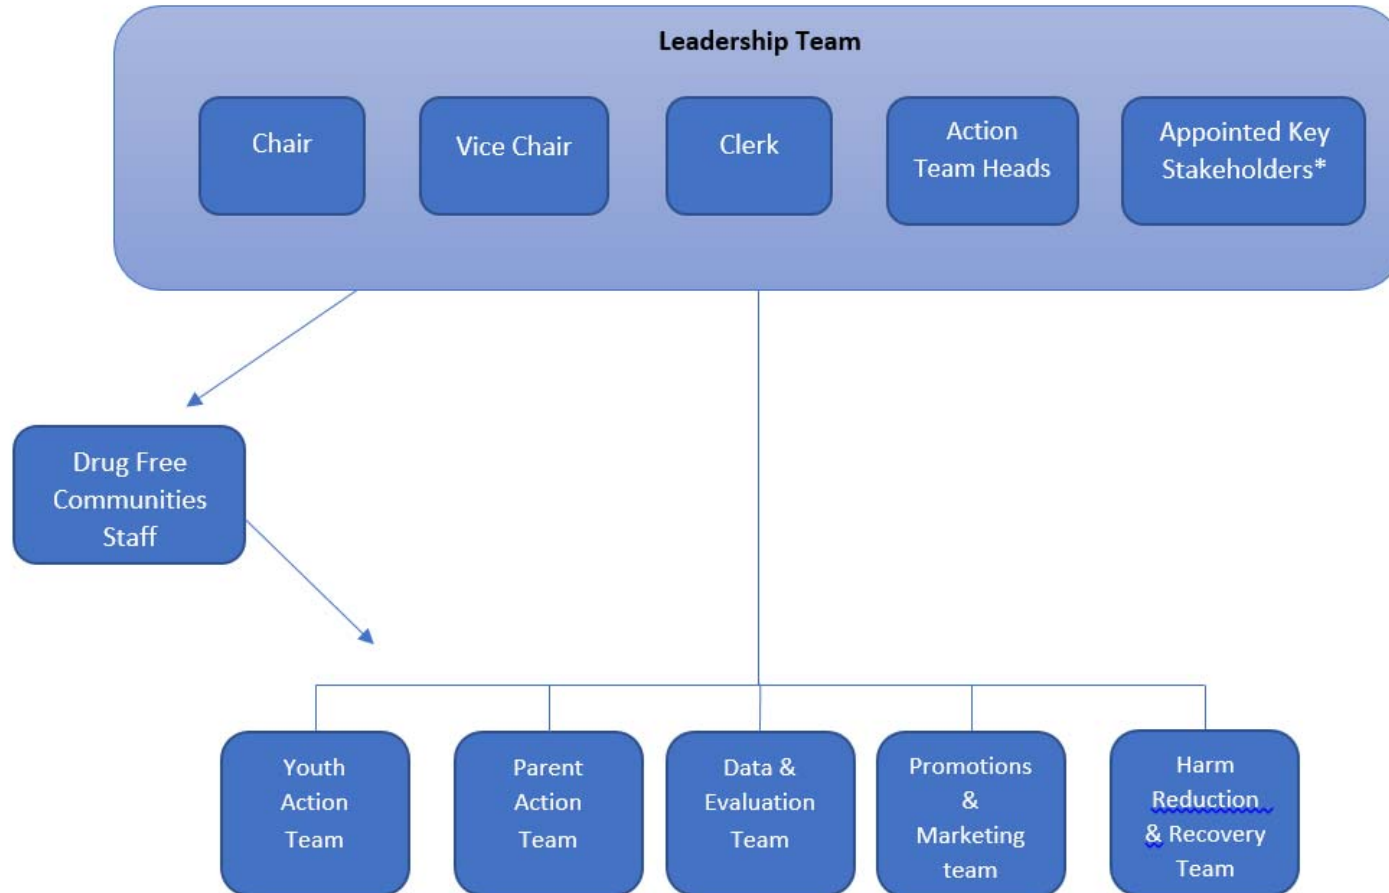 Leadership Team
Chair
Vice Chair
Clerk
Action
Team Heads
Appointed Key
Stakeholders*
Drug Free
Communities
Staff
Youth
Action
Team
Parent
Action
Team
Data &
Evaluation
Team
Promotions
&
Marketing
team
Harm
Reduction
& Recovery
Team